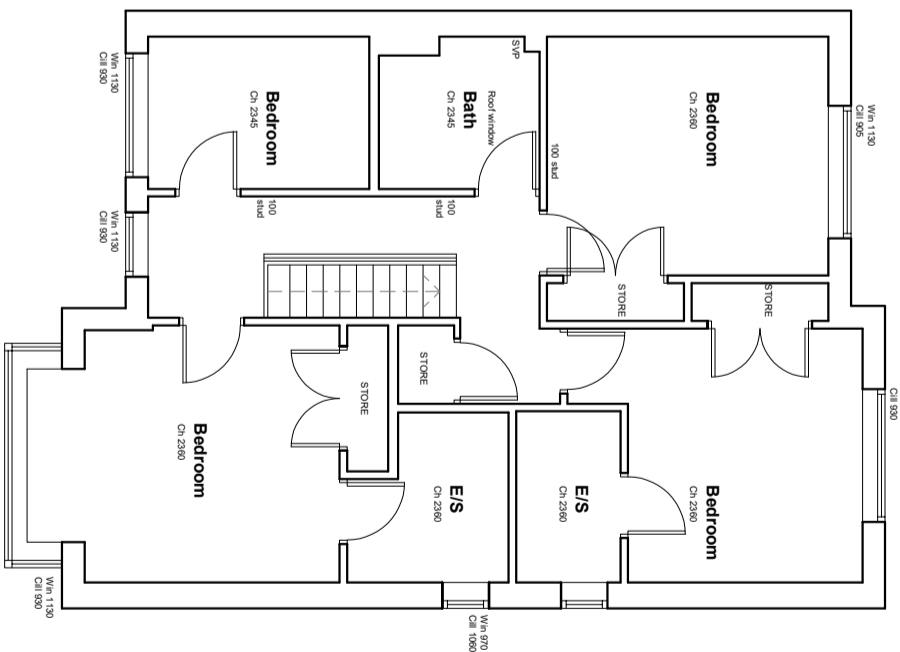 Win 1130
Cill 930
Bedroom
Ch 2345
SVP
Roof window
Bath
Ch 2345
100 stud
Bedroom
Ch 2360
Win 1130
Cill 905
Win 1130
Cill 930
100
stud
100
stud
STORE
STORE
Cill 930
STORE
STORE
Bedroom
Ch 2360
E/S
Ch 2360
E/S
Ch 2360
Bedroom
Ch 2360
Win 1130
Cill 930
Win 970
Cill 1060